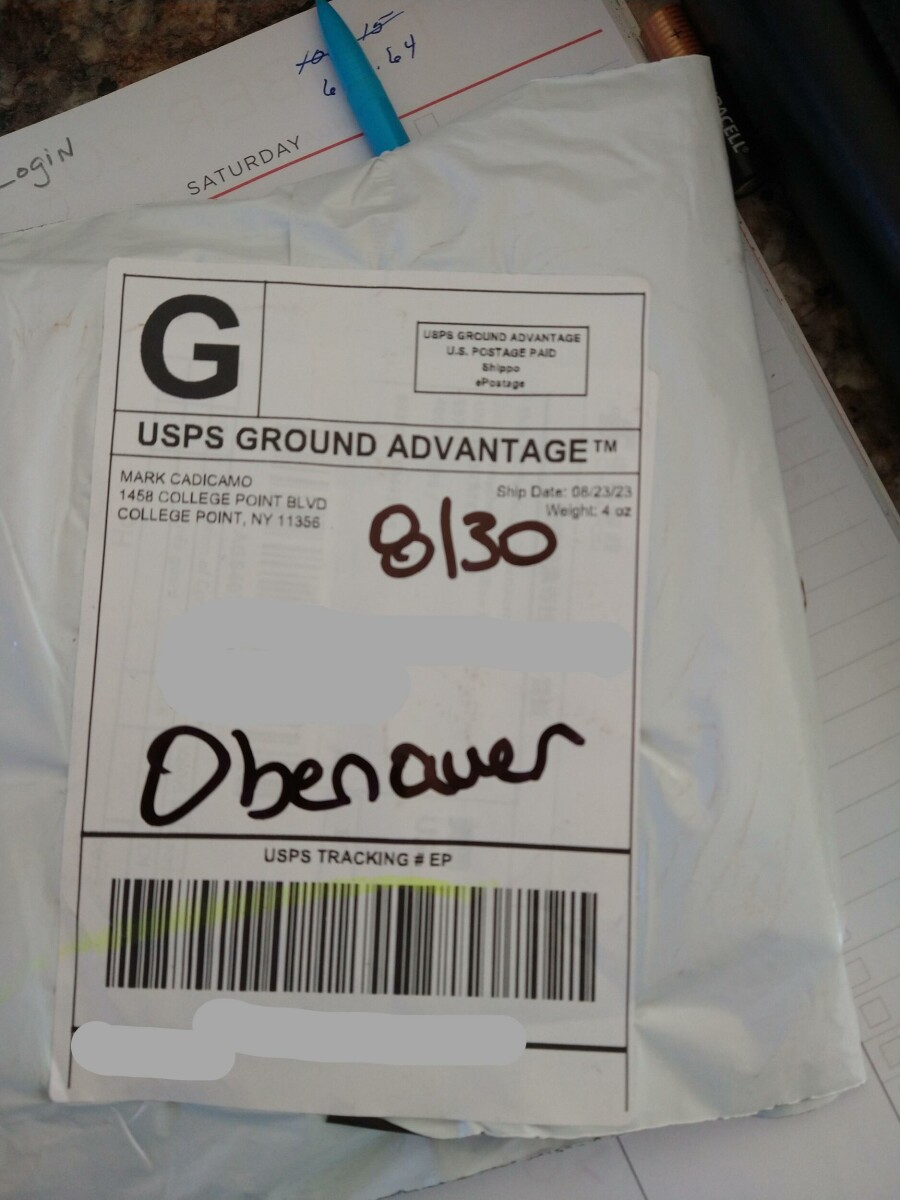 LogiN
SATURDAY
.64
ACELL
G
USPS GROUND ADVANTAGE
U.S. POSTAGE PAID
Shippo
ePostage
USPS GROUND ADVANTAGE™
MARK CADICAMO
1458 COLLEGE POINT BLVD
COLLEGE POINT, NY 11356
Ship Date: 08/23/23
Weight: 4 oz
8/30
Obenauer
USPS TRACKING # EP